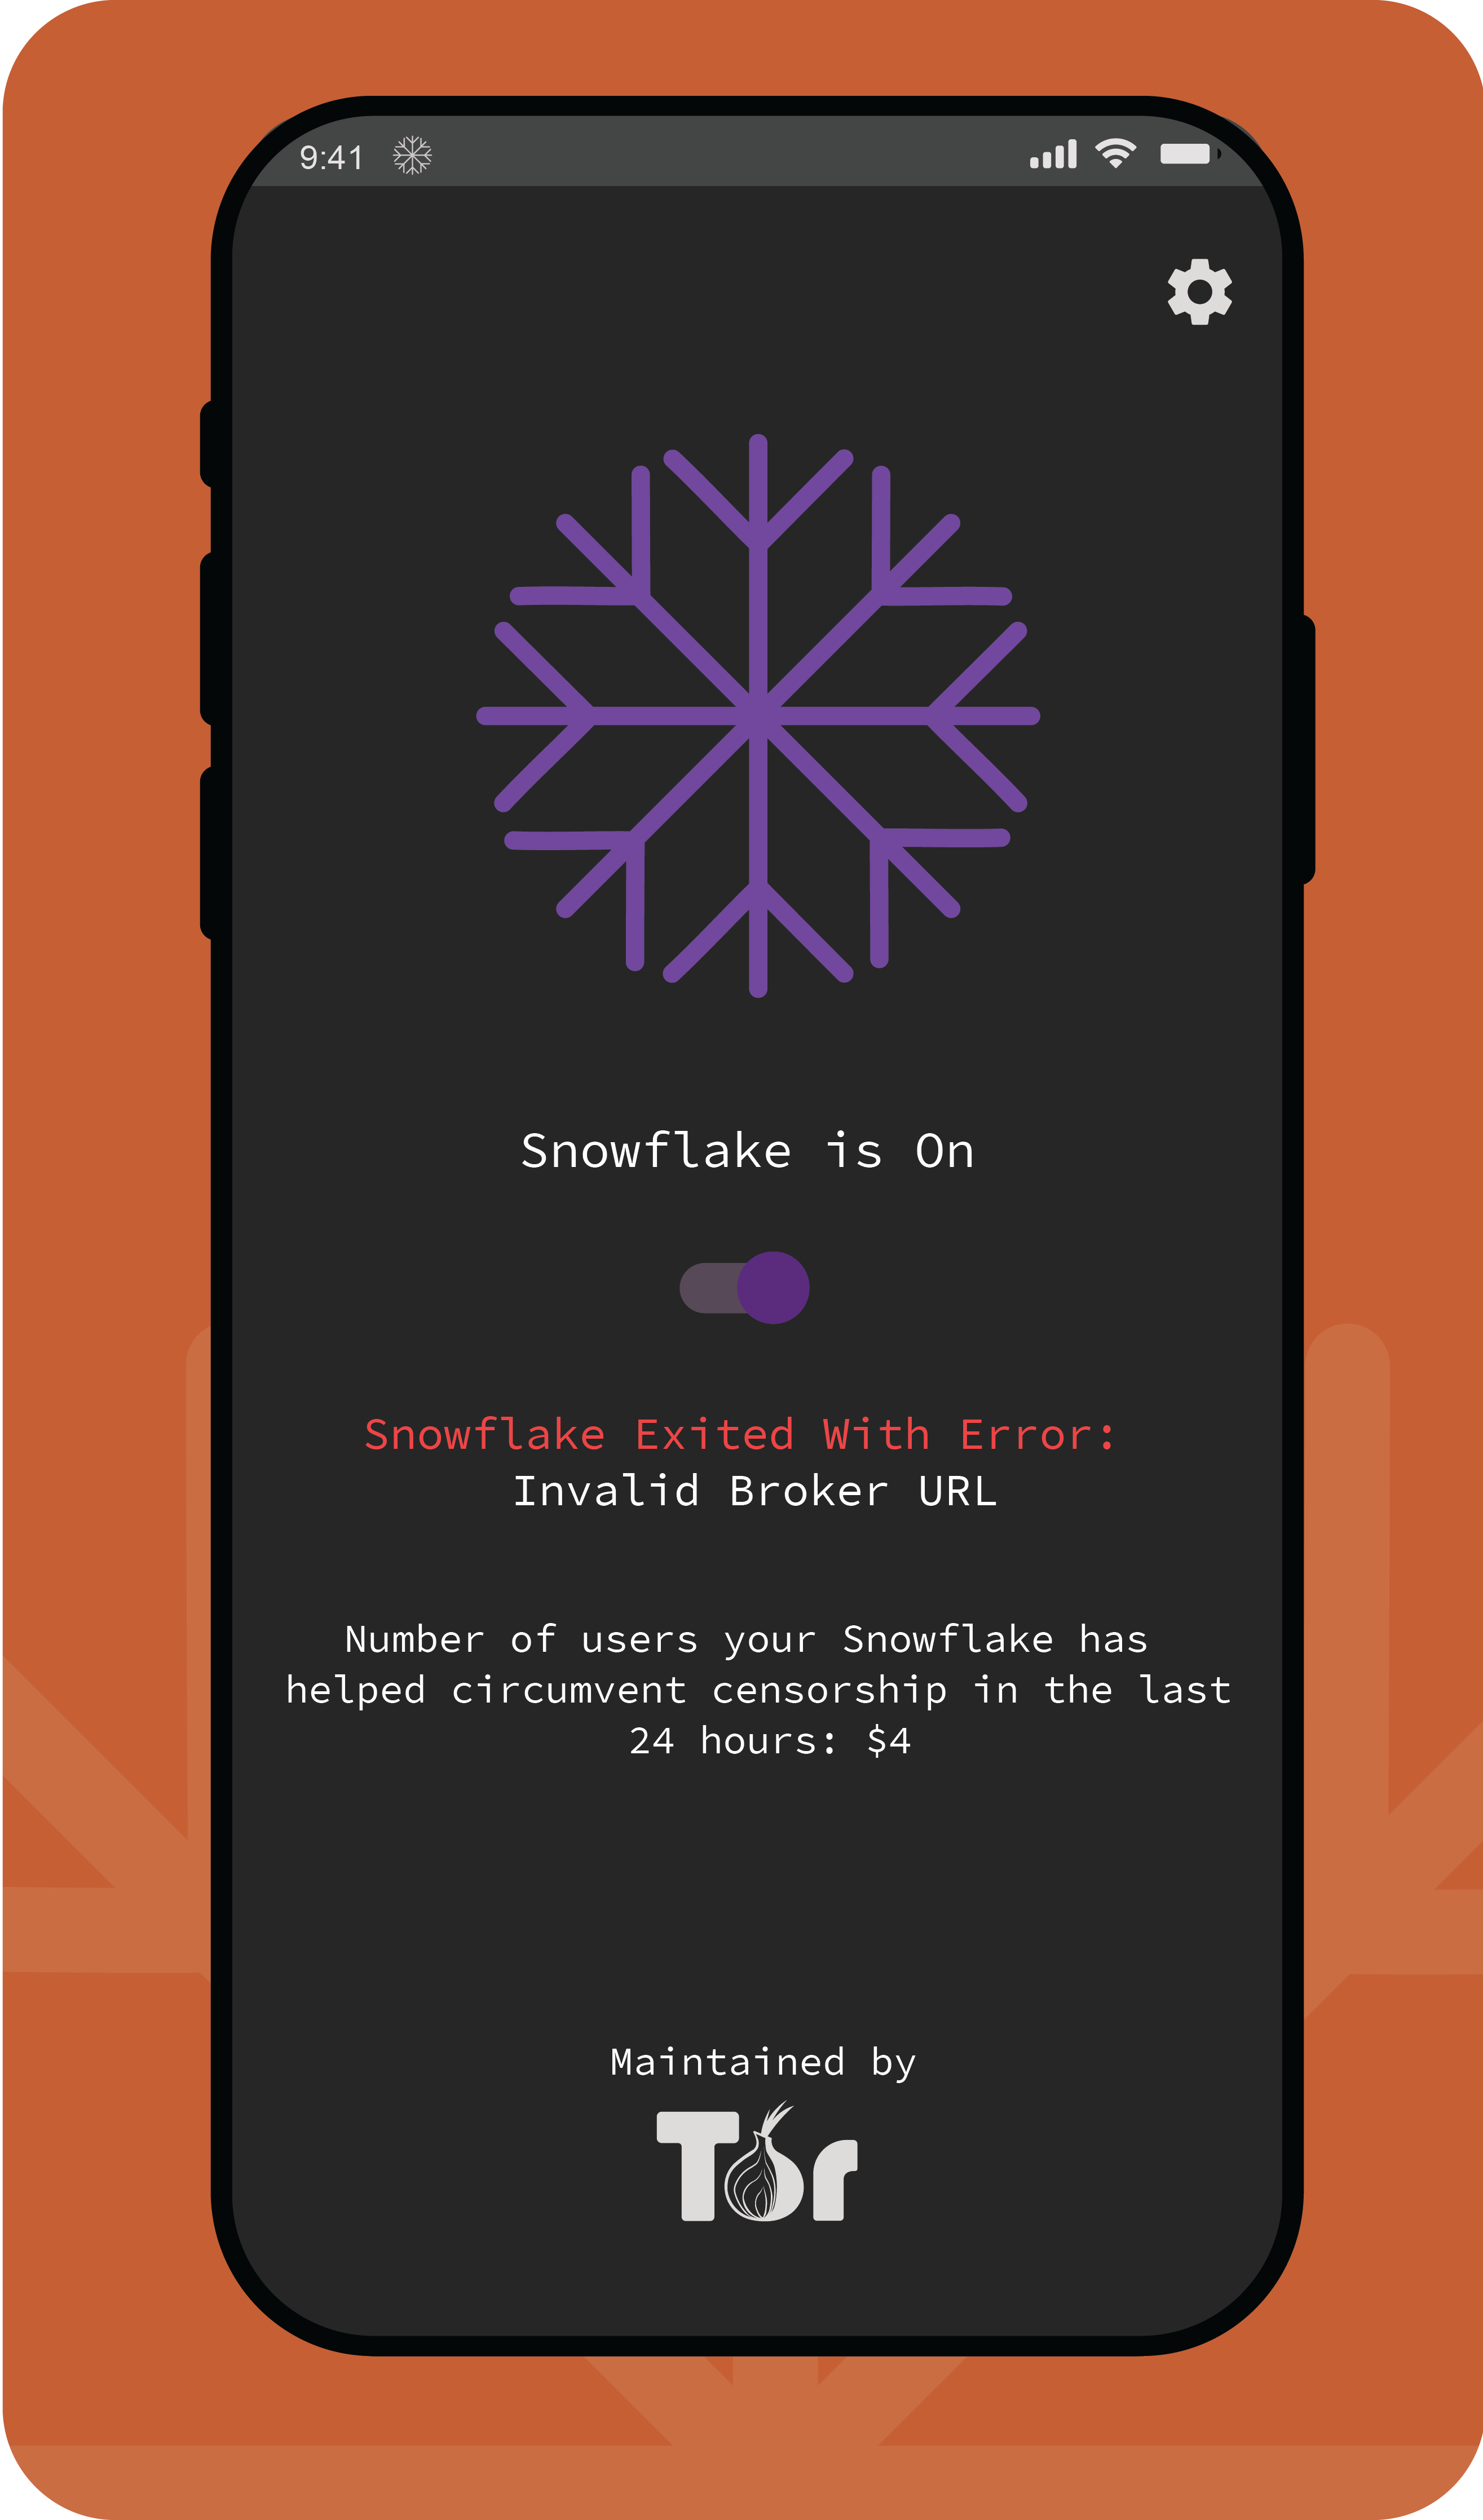 9:41
Snowflake is On
Snowflake Exited With Error:
Invalid Broker URL
Number of users your Snowflake has
helped circumvent censorship in the last
24 hours: $4
Maintained by
Tor